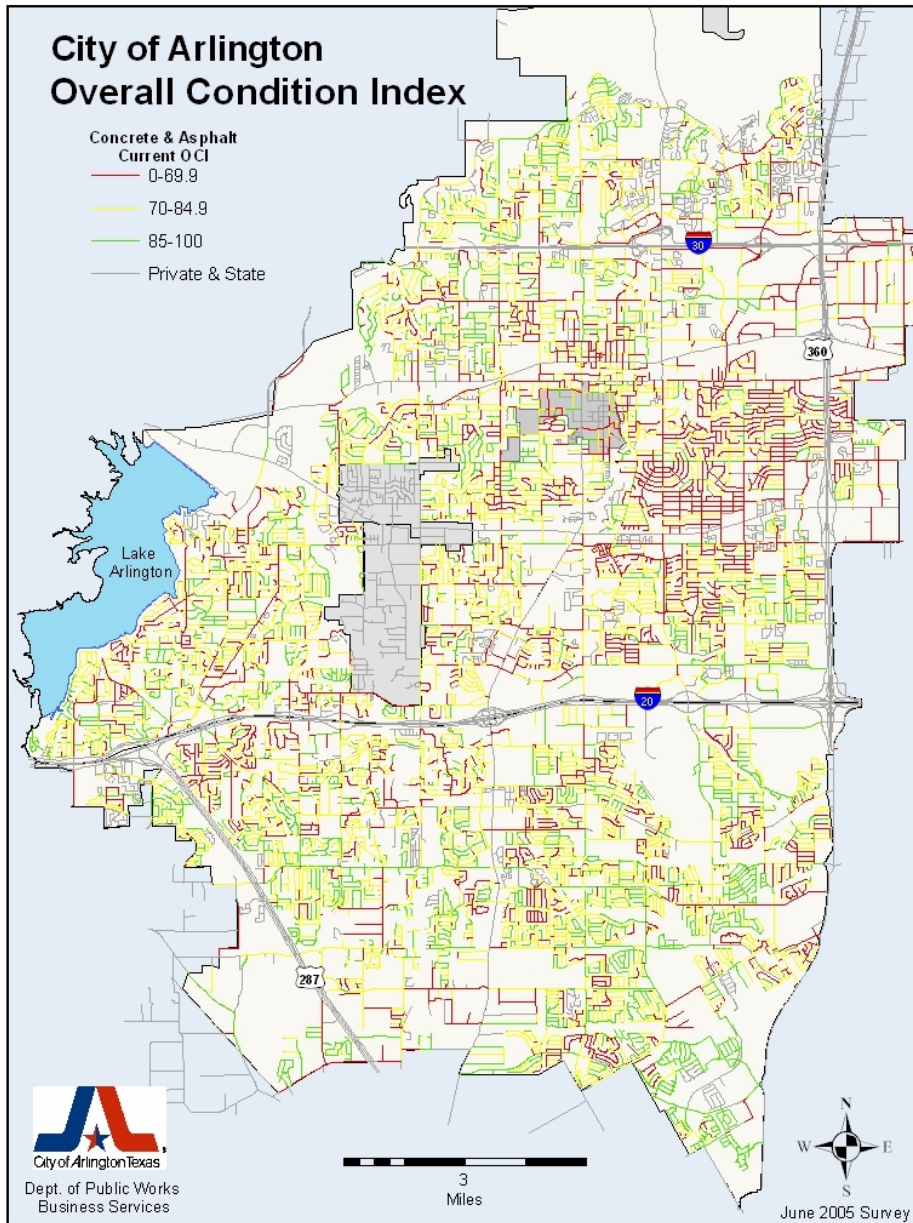 City of Arlington
Overall Condition Index
Concrete & Asphalt
Current OCI
0-69.9
70-84.9
85-100
Private & State
30
360
Lake
Arlington
20
287
City of Arlington Texas
Dept. of Public Works
Business Services
3
Miles
N
W
E
S
June 2005 Survey